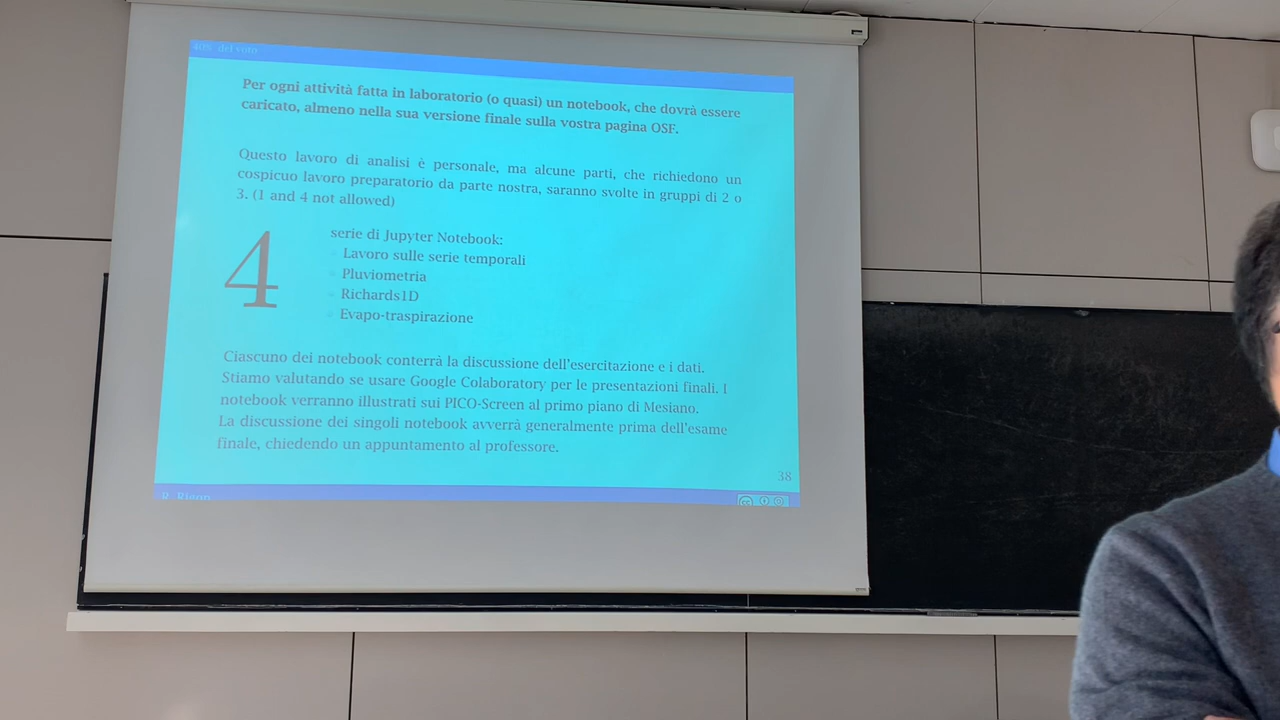 40% del voto
Per ogni attività fatta in laboratorio (o quasi) un notebook, che dovrà essere
caricato, almeno nella sua versione finale sulla vostra pagina OSF.
Questo lavoro di analisi è personale, ma alcune parti, che richiedono un
cospicuo lavoro preparatorio da parte nostra, saranno svolte in gruppi di 2 o
3. (1 and 4 not allowed)
4
serie di Jupyter Notebook:
Lavoro sulle serie temporali
Pluviometria
Richards1D
Evapo-traspirazione
Ciascuno dei notebook conterrà la discussione dell'esercitazione e i dati.
Stiamo valutando se usare Google Colaboratory per le presentazioni finali. I
notebook verranno illustrati sui PICO-Screen al primo piano di Mesiano.
La discussione dei singoli notebook avverrà generalmente prima dell'esame
finale, chiedendo un appuntamento al professore.
38
R. Rigon
cc